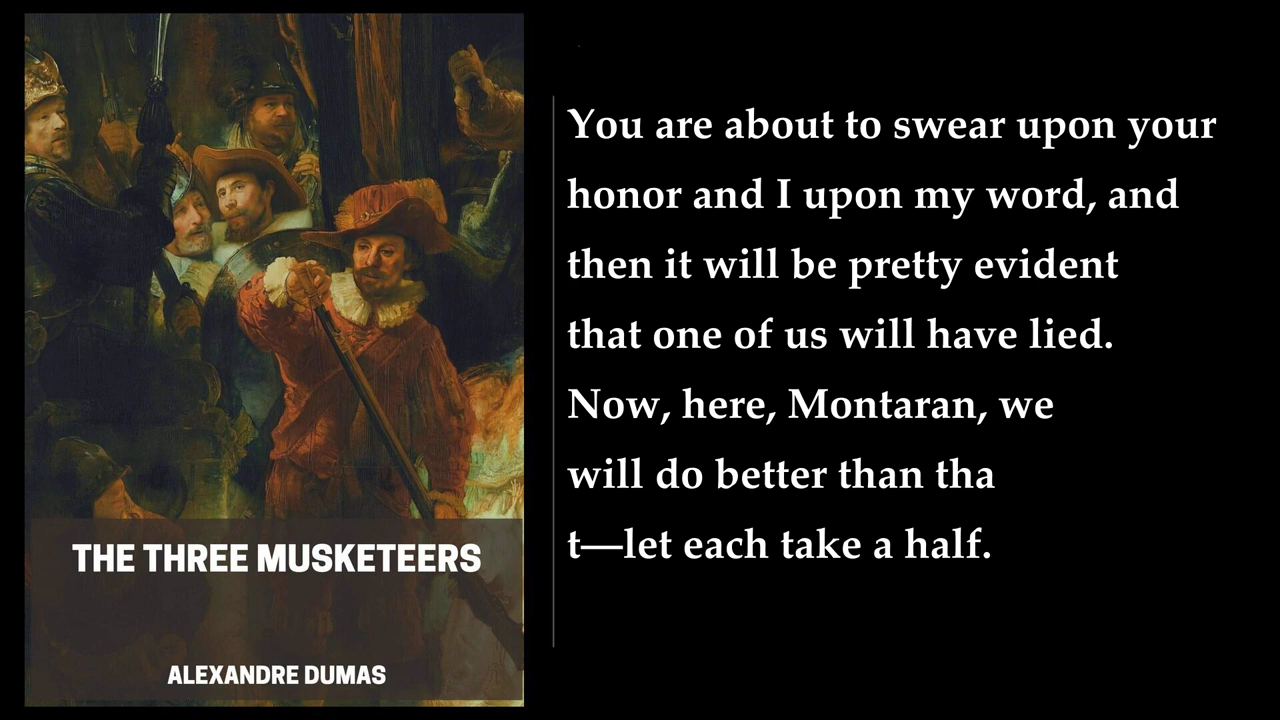 THE THREE MUSKETEERS
ALEXANDRE DUMAS
You are about to swear upon your
honor and I upon my word, and
then it will be pretty evident
that one of us will have lied.
Now, here, Montaran, we
will do better than tha
t—let each take a half.